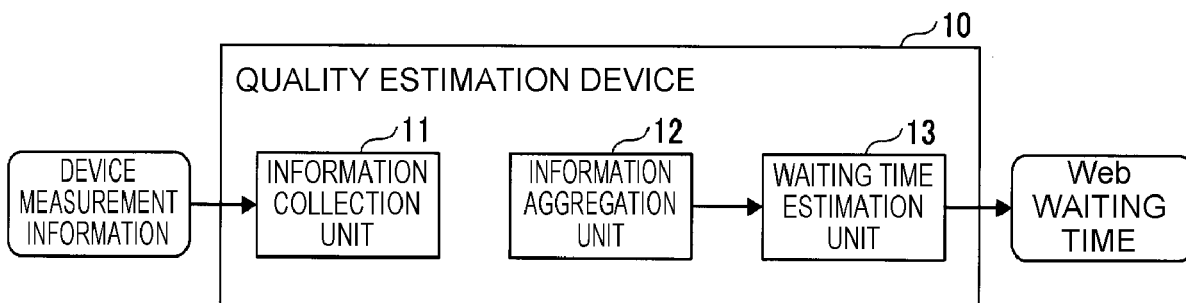 10
QUALITY ESTIMATION DEVICE
11
12
13
DEVICE
MEASUREMENT
INFORMATION
INFORMATION
COLLECTION
UNIT
INFORMATION
AGGREGATION
UNIT
WAITING TIME
ESTIMATION
UNIT
Web
WAITING
TIME